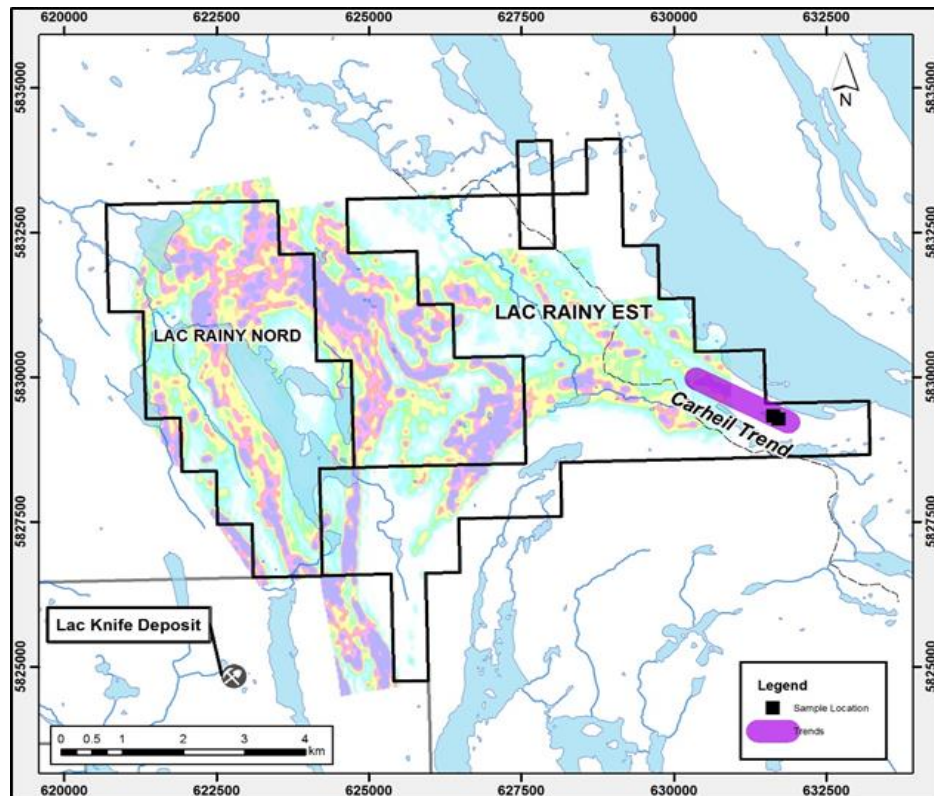 620000 622500 625000 627500 630000 632500
5835000 5835000
N
5832500 5832500
LAC RAINY EST
LAC RAINY NORD
5830000 5830000
Carheil Trend
5827500 5827500
Lac Knife Deposit
5825000 5825000
Legend
Sample Location
Trends
0 0.5 1 2 3 4
km
620000 622500 625000 627500 630000 632500